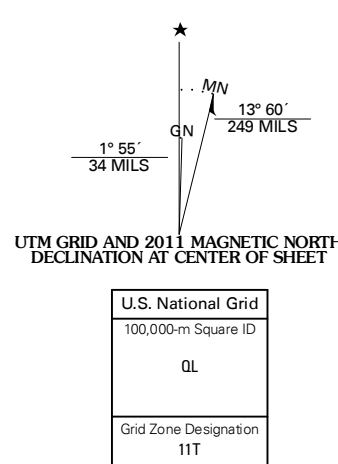 MN
GN
13° 60´
249 MILS
1° 55´
34 MILS
UTM GRID AND 2011 MAGNETIC NORTH
DECLINATION AT CENTER OF SHEET
U.S. National Grid
100,000-m Square ID
QL
Grid Zone Designation
11T